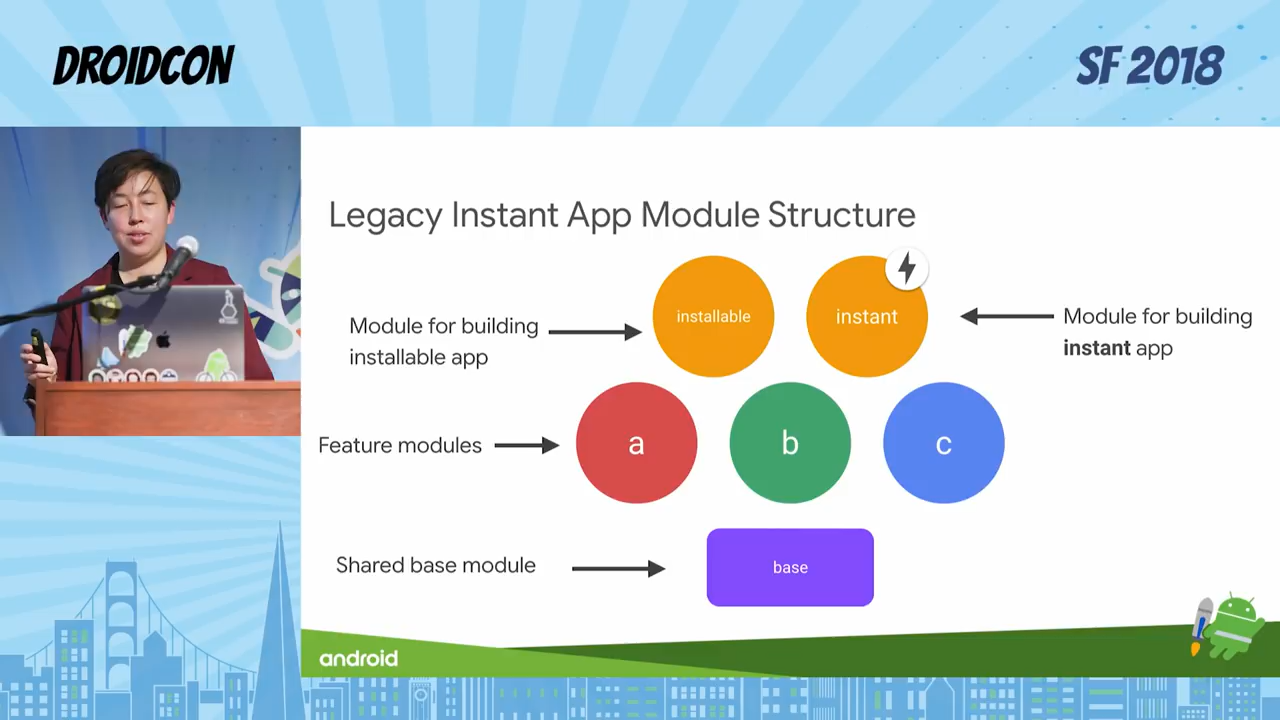 DROIDCON
SF 2018
Legacy Instant App Module Structure
installable
instant
Module for building
installable app
Module for building
instant app
Feature modules
a
b
c
Shared base module
base
android